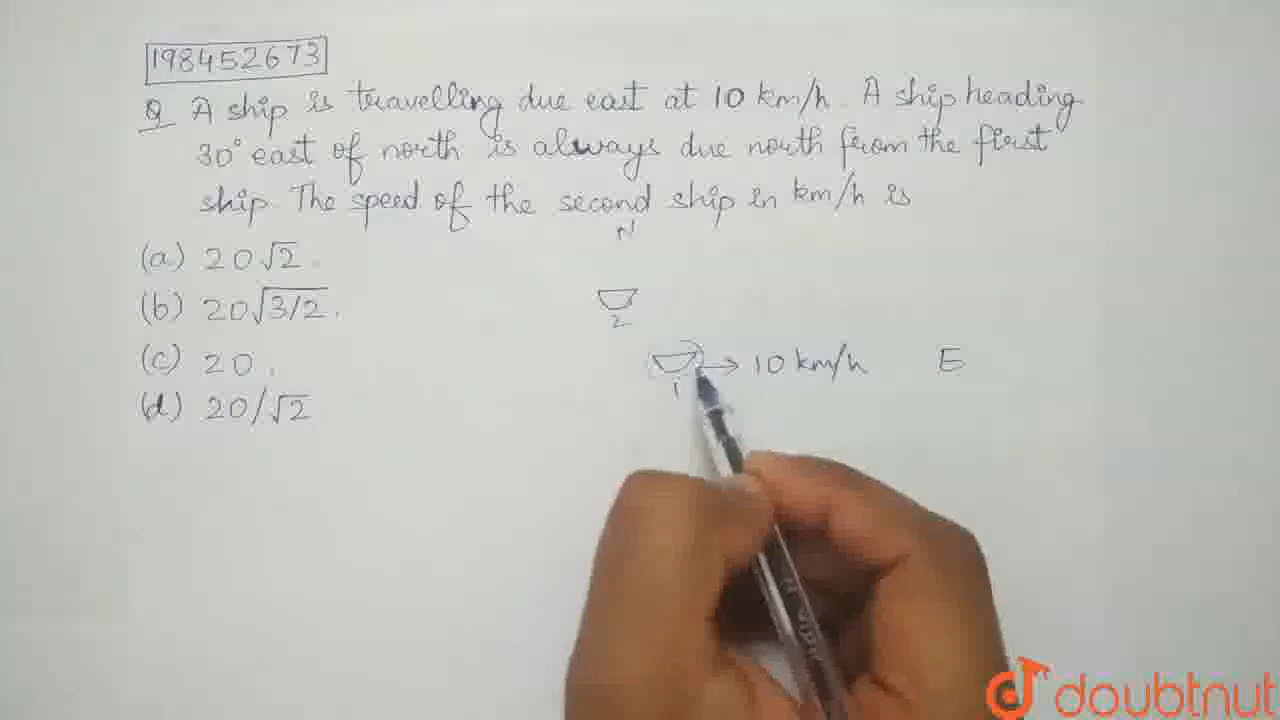 198452673
Q A ship is travelling due east at 10 km/h. A ship heading
30° east of north is always due north from the first
ship. The speed of the second ship in km/h is
N
(a) 20√2.
(b) 20√3/2.
2
(c) 20.
→ 10 km/h E
1
(d) 20/√2
doubtnut